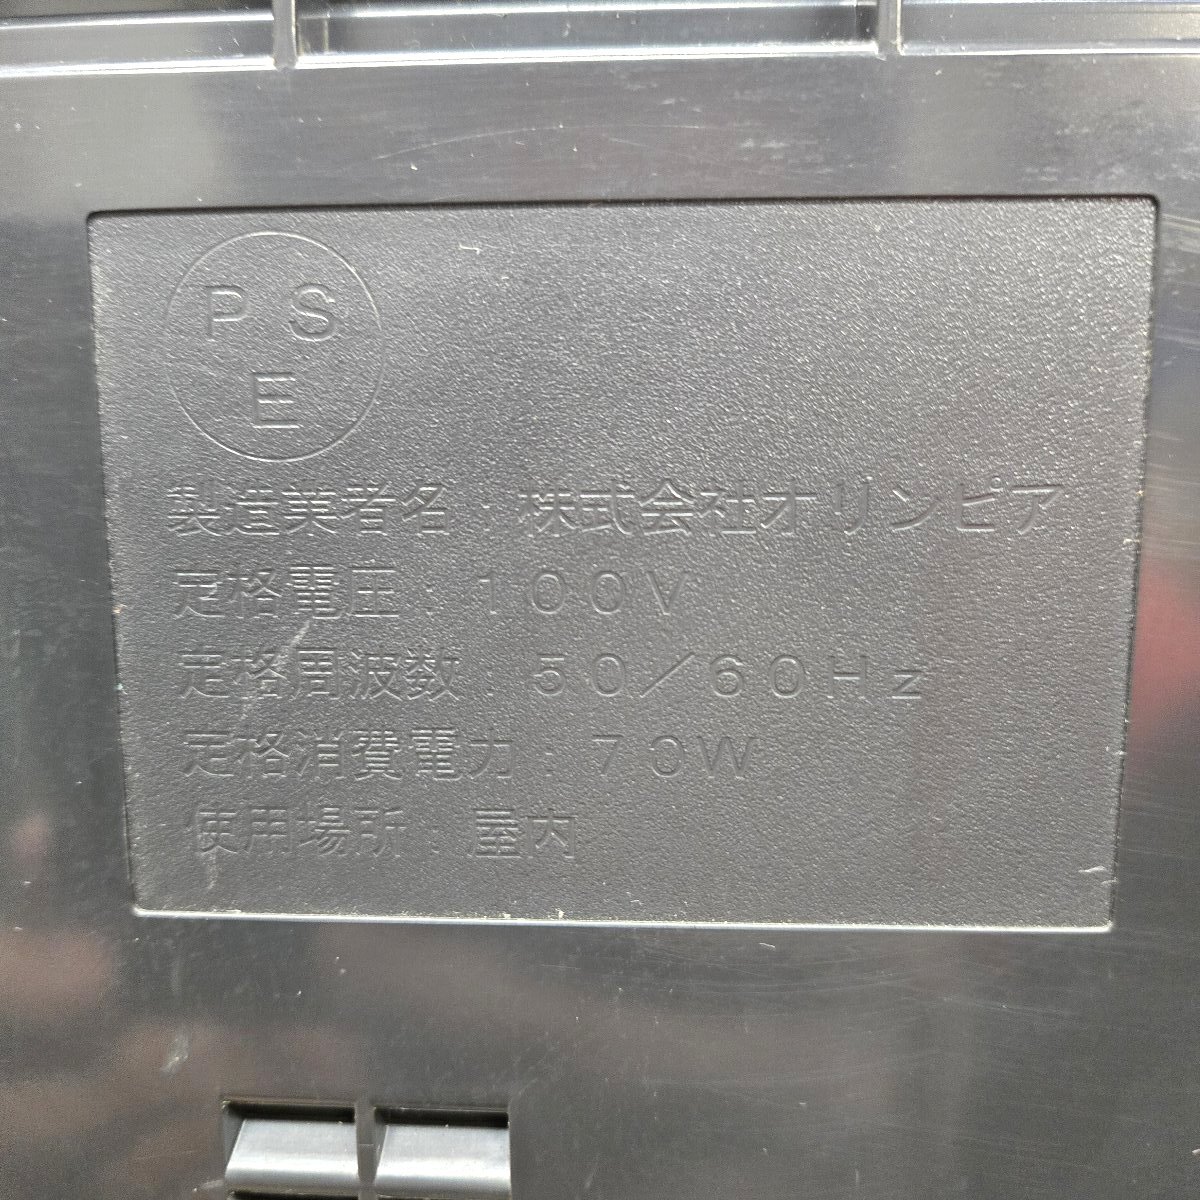 P S
E
製造業者名：株式会社オリンピア
定格電圧：100V
定格周波数：50／60Hz
定格消費電力：70W
使用場所：屋内